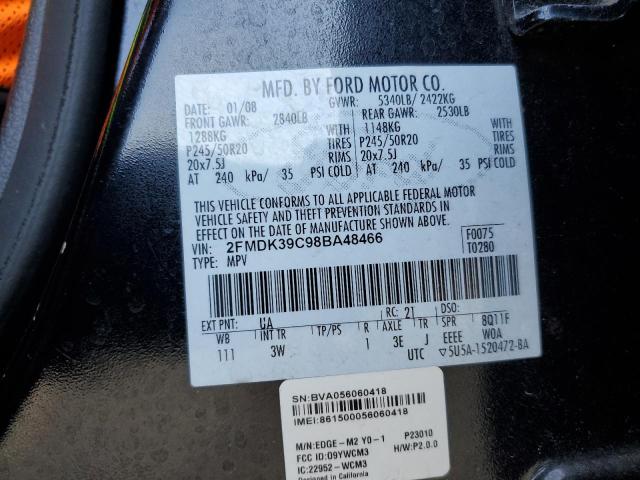 MFD. BY FORD MOTOR CO.
DATE: 01/08 GVWR: 5340LB/ 2422KG
FRONT GAWR: 2840LB REAR GAWR: 2530LB
1288KG WITH 1148KG WITH
P245/50R20 TIRES P245/50R20 TIRES
20x7.5J RIMS 20x7.5J RIMS
AT 240 kPa/ 35 PSI COLD AT 240 kPa/ 35 PSI COLD
THIS VEHICLE CONFORMS TO ALL APPLICABLE FEDERAL MOTOR
VEHICLE SAFETY AND THEFT PREVENTION STANDARDS IN
EFFECT ON THE DATE OF MANUFACTURE SHOWN ABOVE.
VIN: 2FMDK39C98BA48466 F0075
TYPE: MPV T0280
EXT PNT: UA RC: 21 DSO:
WB INT TR TP/PS R AXLE TR SPR 8Q11F
111 3W 1 3E J EEEE W0A
UTC ▽5U5A-1520472-BA
SN:BVA056060418
IMEI:861500056060418
M/N:EDGE-M2 Y0-1 P23010
FCC ID:09YWCM3 H/W:P2.0.0
IC:22952-WCM3